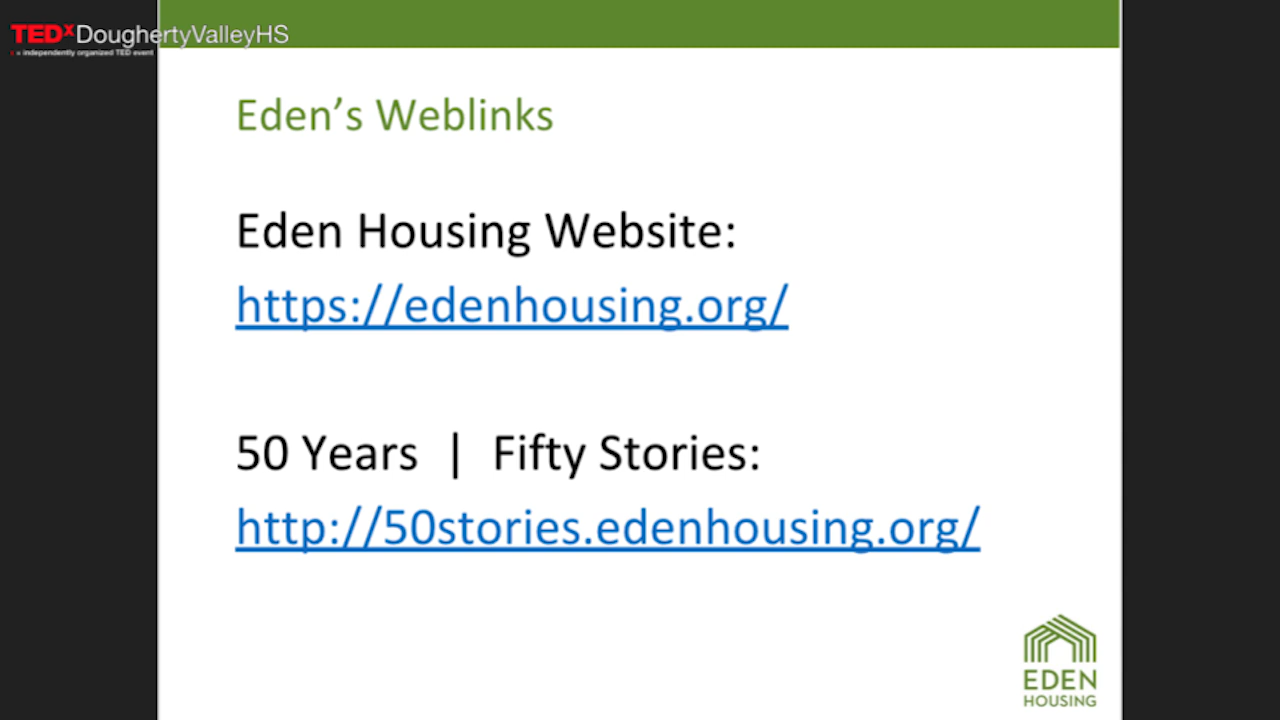 TEDxDoughertyValleyHS
x = independently organized TED event
Eden's Weblinks
Eden Housing Website:
https://edenhousing.org/
50 Years | Fifty Stories:
http://50stories.edenhousing.org/
EDEN
HOUSING